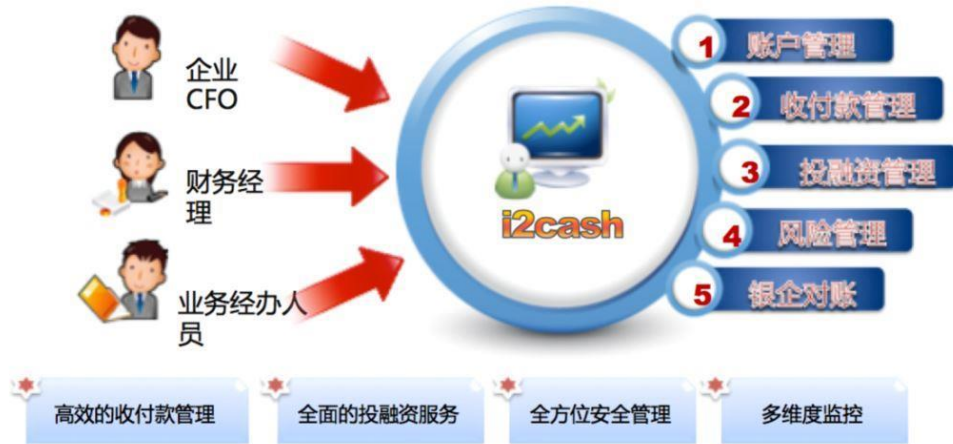 企业
CFO
财务经
理
业务经办人
员
i2cash
1 账户管理
2 收付款管理
3 投融资管理
4 风险管理
5 银企对账
高效的收付款管理
全面的投融资服务
全方位安全管理
多维度监控